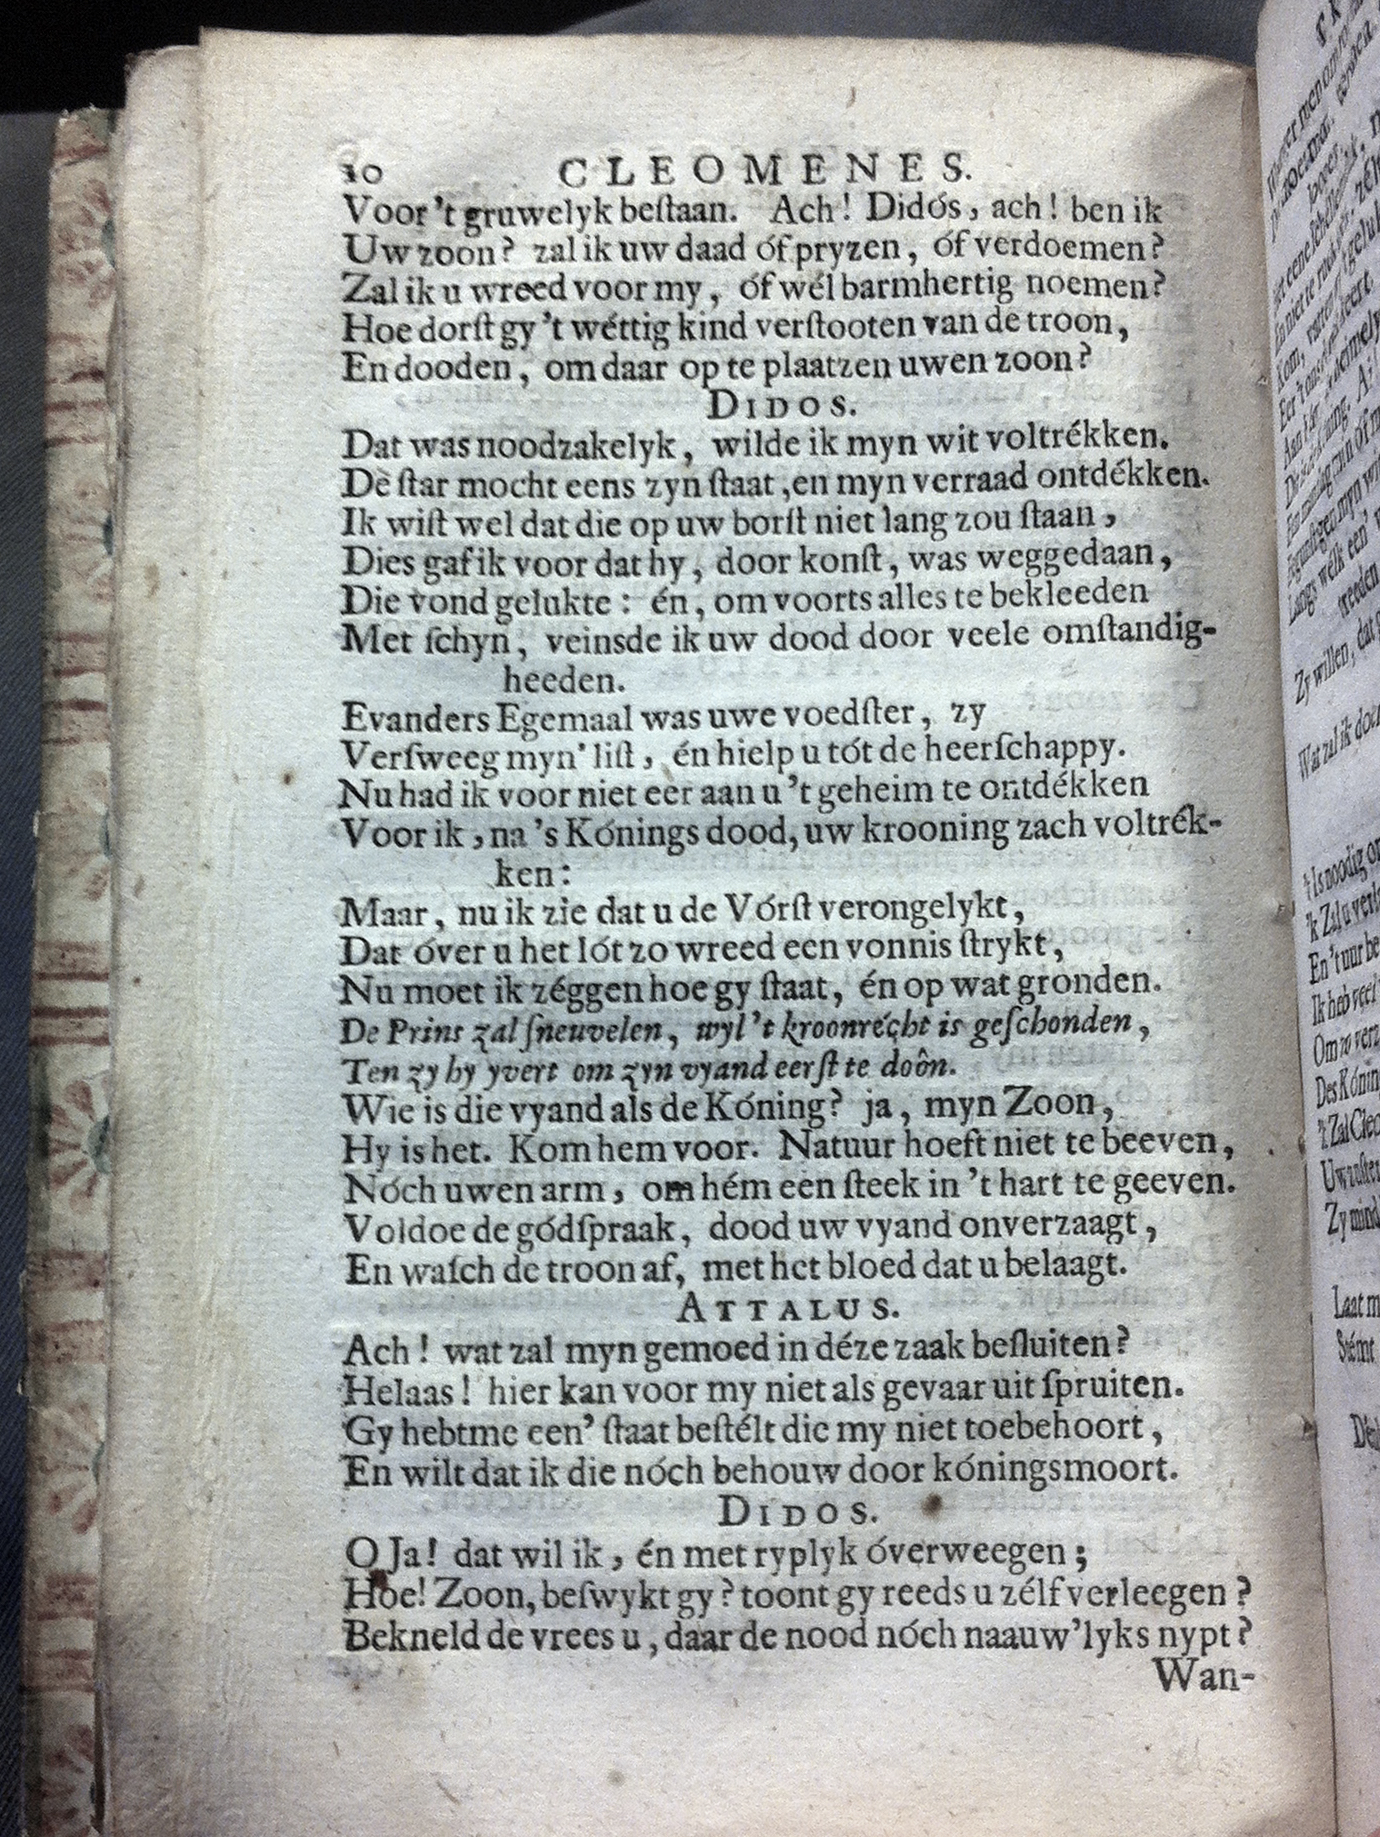 10 CLEOMENES.
Voor 't gruwelyk beſtaan. Ach! Didós, ach! ben ik
Uw zoon? zal ik uw daad óf pryzen, óf verdoemen?
Zal ik u wreed voor my, óf wél barmhertig noemen?
Hoe dorſt gy 't wéttig kind verſtooten van de troon,
En dooden, om daar op te plaatzen uwen zoon?
DIDOS.
Dat was noodzakelyk, wilde ik myn wit voltrékken.
De ſtar mocht eens zyn ſtaat, en myn verraad ontdékken.
Ik wiſt wel dat die op uw borſt niet lang zou ſtaan,
Dies gaf ik voor dat hy, door konſt, was weggedaan,
Die vond gelukte: én, om voorts alles te bekleeden
Met ſchyn, veinsde ik uw dood door veele omſtandig-
heeden.
Evanders Egemaal was uwe voedſter, zy
Verſweeg myn' liſt, én hielp u tót de heerſchappy.
Nu had ik voor niet eer aan u 't geheim te ontdékken
Voor ik, na 's Kónings dood, uw krooning zach voltrék-
ken:
Maar, nu ik zie dat u de Vórſt verongelykt,
Dat óver u het lót zo wreed een vonnis ſtrykt,
Nu moet ik zéggen hoe gy ſtaat, én op wat gronden.
De Prins zal ſneuvelen, wyl 't kroonrécht is geſchonden,
Ten zy hy yvert om zyn vyand eerſt te doôn.
Wie is die vyand als de Kóning? ja, myn Zoon,
Hy is het. Kom hem voor. Natuur hoeft niet te beeven,
Nóch uwen arm, om hém een ſteek in 't hart te geeven.
Voldoe de gódſpraak, dood uw vyand onverzaagt,
En waſch de troon af, met het bloed dat u belaagt.
ATTALUS.
Ach! wat zal myn gemoed in déze zaak beſluiten?
Helaas! hier kan voor my niet als gevaar uit ſpruiten.
Gy hebt me een' ſtaat beſtélt die my niet toebehoort,
En wilt dat ik die nóch behouw door kóningsmoort.
DIDOS.
O Ja! dat wil ik, én met ryplyk óverweegen;
Hoe! Zoon, beſwykt gy? toont gy reeds u zélf verleegen?
Bekneld de vrees u, daar de nood nóch naauw'lyks nypt?
Wan-